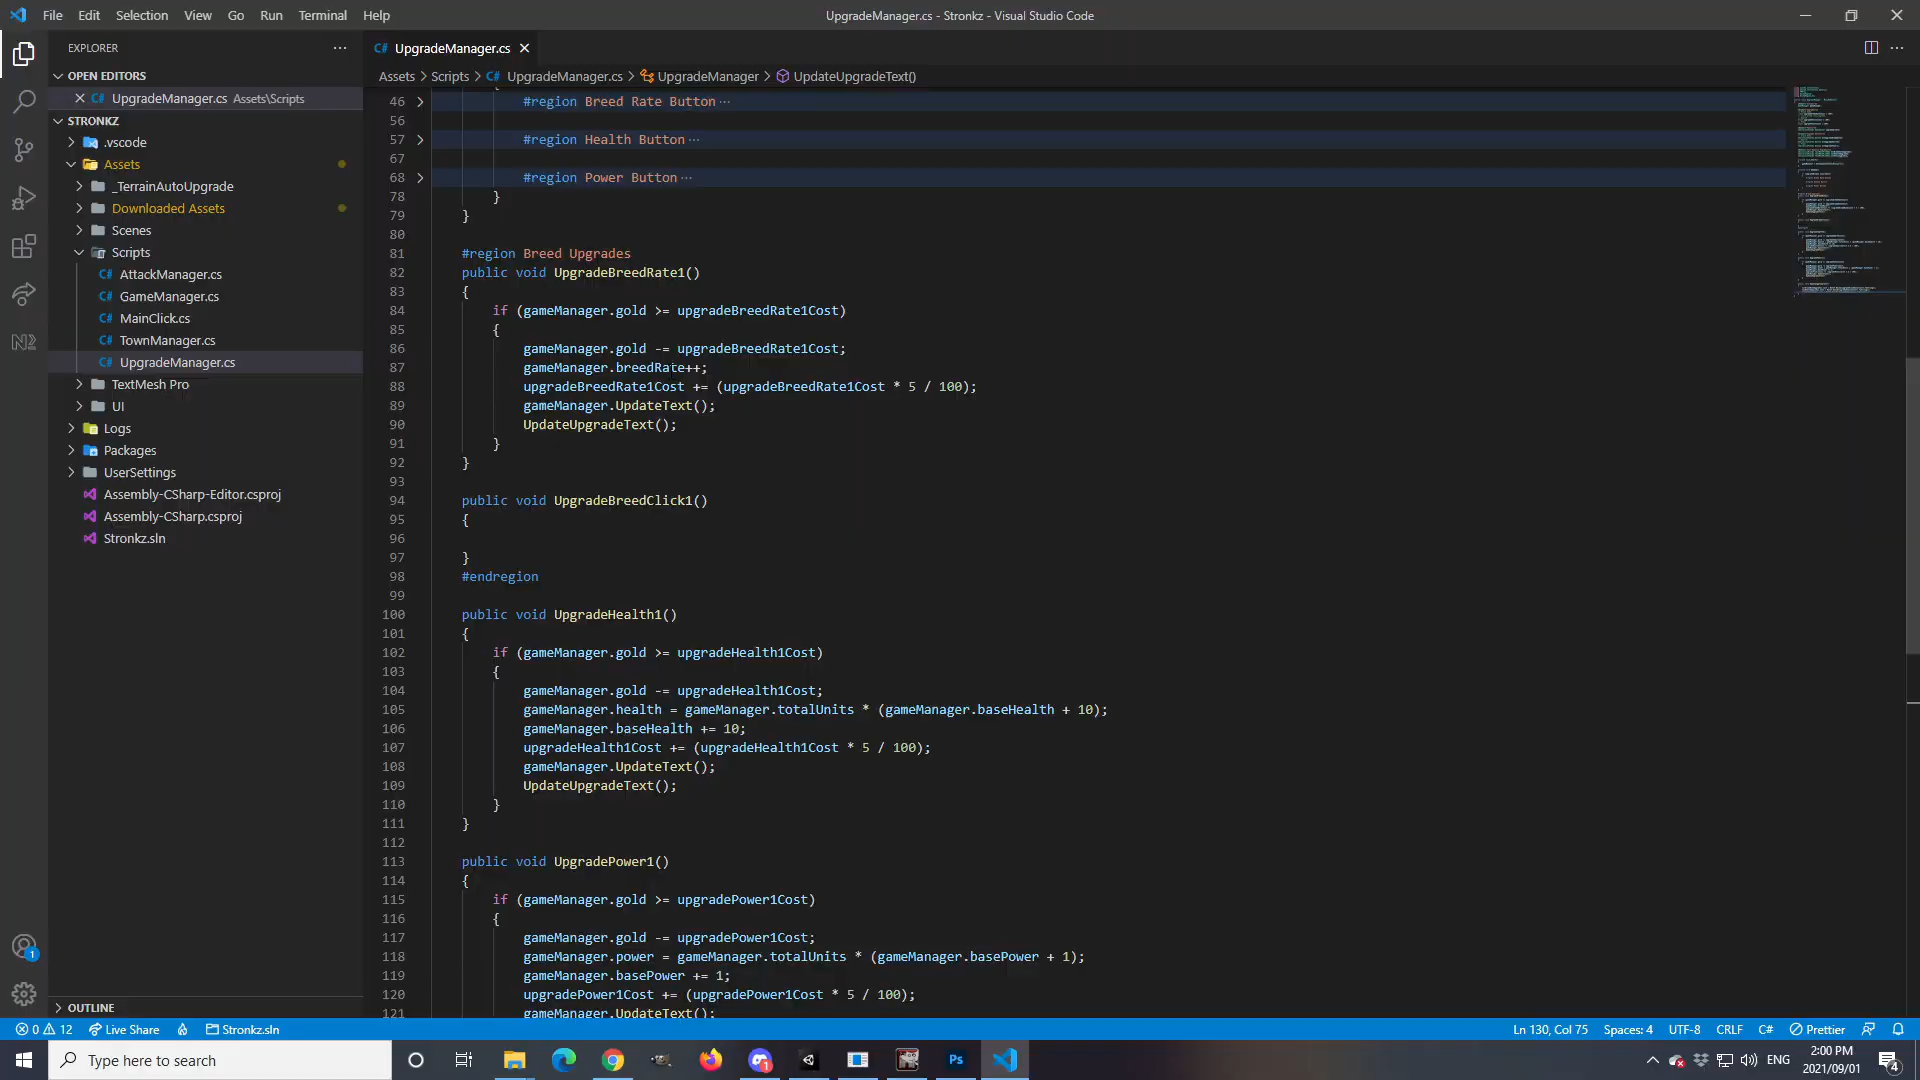 File Edit Selection View Go Run Terminal Help
UpgradeManager.cs - Stronkz - Visual Studio Code
EXPLORER
OPEN EDITORS
UpgradeManager.cs Assets\Scripts
STRONKZ
.vscode
Assets
_TerrainAutoUpgrade
Downloaded Assets
Scenes
Scripts
C# AttackManager.cs
C# GameManager.cs
C# MainClick.cs
C# TownManager.cs
C# UpgradeManager.cs
TextMesh Pro
UI
Logs
Packages
UserSettings
Assembly-CSharp-Editor.csproj
Assembly-CSharp.csproj
Stronkz.sln
OUTLINE
C# UpgradeManager.cs
Assets > Scripts > C# UpgradeManager.cs > UpgradeManager > UpdateUpgradeText()
{
46 #region Breed Rate Button ...
56
57 #region Health Button ...
67
68 #region Power Button ...
78 }
79 }
80
81 #region Breed Upgrades
82 public void UpgradeBreedRate1()
83 {
84 if (gameManager.gold >= upgradeBreedRate1Cost)
85 {
86 gameManager.gold -= upgradeBreedRate1Cost;
87 gameManager.breedRate++;
88 upgradeBreedRate1Cost += (upgradeBreedRate1Cost * 5 / 100);
89 gameManager.UpdateText();
90 UpdateUpgradeText();
91 }
92 }
93
94 public void UpgradeBreedClick1()
95 {
96
97 }
98 #endregion
99
100 public void UpgradeHealth1()
101 {
102 if (gameManager.gold >= upgradeHealth1Cost)
103 {
104 gameManager.gold -= upgradeHealth1Cost;
105 gameManager.health = gameManager.totalUnits * (gameManager.baseHealth + 10);
106 gameManager.baseHealth += 10;
107 upgradeHealth1Cost += (upgradeHealth1Cost * 5 / 100);
108 gameManager.UpdateText();
109 UpdateUpgradeText();
110 }
111 }
112
113 public void UpgradePower1()
114 {
115 if (gameManager.gold >= upgradePower1Cost)
116 {
117 gameManager.gold -= upgradePower1Cost;
118 gameManager.power = gameManager.totalUnits * (gameManager.basePower + 1);
119 gameManager.basePower += 1;
120 upgradePower1Cost += (upgradePower1Cost * 5 / 100);
121 gameManager.UpdateText();
1
0 12 Live Share Stronkz.sln
Ln 130, Col 75 Spaces: 4 UTF-8 CRLF C# Prettier
Type here to search
1
Ps
ENG
2:00 PM
2021/09/01
4